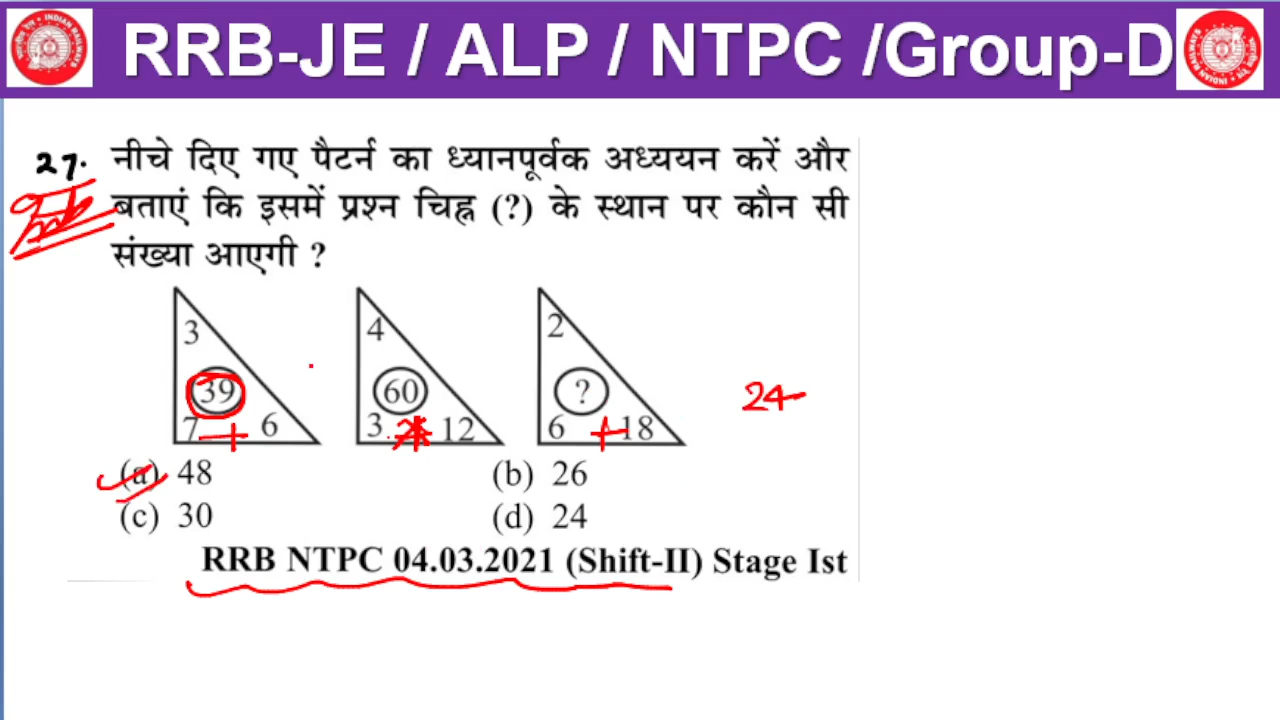 RRB-JE / ALP / NTPC /Group-D
27. नीचे दिए गए पैटर्न का ध्यानपूर्वक अध्ययन करें और
बताएं कि इसमें प्रश्न चिह्न (?) के स्थान पर कौन सी
संख्या आएगी ?
3 4 2
39 60 ? 24
7 + 6 3 12 6 + 18
(a) 48 (b) 26
(c) 30 (d) 24
RRB NTPC 04.03.2021 (Shift-II) Stage Ist